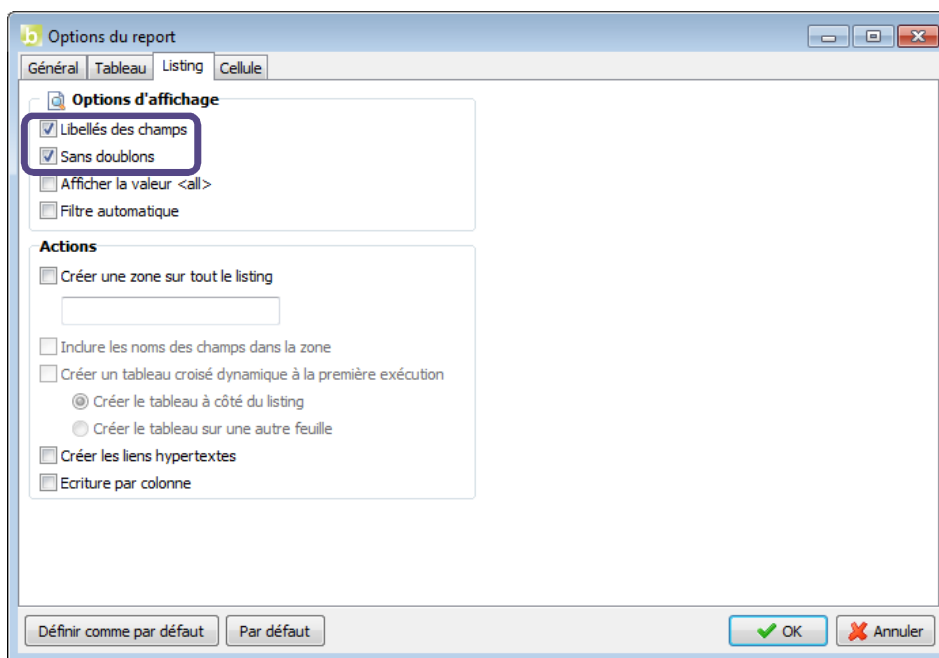 Options du report
Général Tableau Listing Cellule
Options d'affichage
Libellés des champs
Sans doublons
Afficher la valeur <all>
Filtre automatique
Actions
Créer une zone sur tout le listing
Inclure les noms des champs dans la zone
Créer un tableau croisé dynamique à la première exécution
Créer le tableau à côté du listing
Créer le tableau sur une autre feuille
Créer les liens hypertextes
Ecriture par colonne
Définir comme par défaut Par défaut OK Annuler